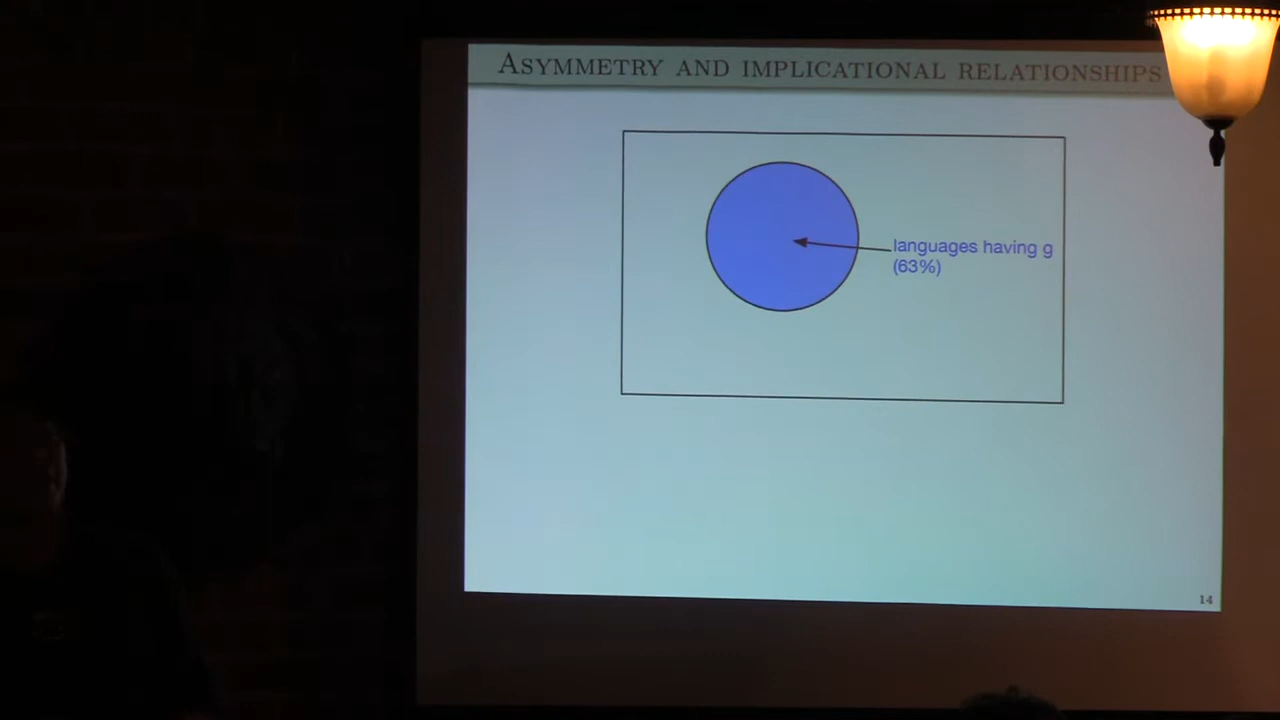 ASYMMETRY AND IMPLICATIONAL RELATIONSHIPS
languages having g
(63%)
14